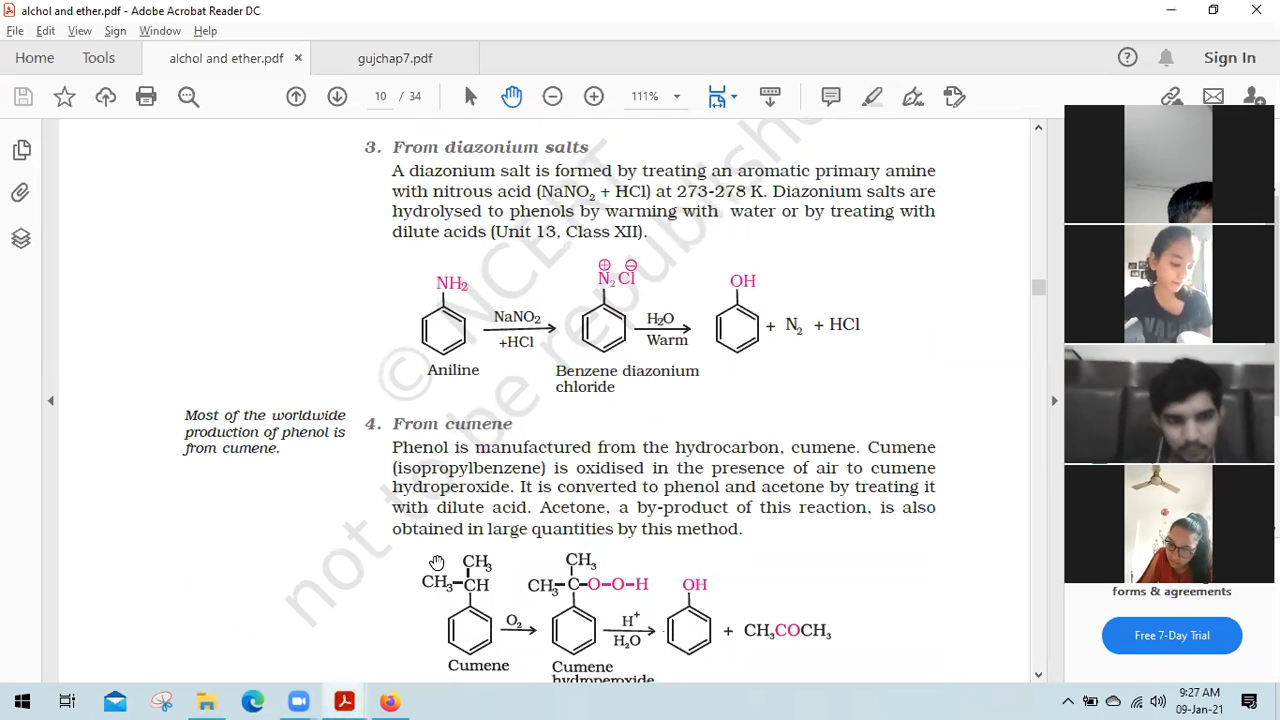 alchol and ether.pdf - Adobe Acrobat Reader DC
File Edit View Sign Window Help
Home Tools alchol and ether.pdf × gujchap7.pdf Sign In
10 / 34 111%
3. From diazonium salts
A diazonium salt is formed by treating an aromatic primary amine
with nitrous acid (NaNO₂ + HCl) at 273-278 K. Diazonium salts are
hydrolysed to phenols by warming with water or by treating with
dilute acids (Unit 13, Class XII).
NH₂ N₂ Cl OH
NaNO₂ H₂O
+HCl Warm + N₂ + HCl
Aniline Benzene diazonium
chloride
Most of the worldwide
production of phenol is
from cumene.
4. From cumene
Phenol is manufactured from the hydrocarbon, cumene. Cumene
(isopropylbenzene) is oxidised in the presence of air to cumene
hydroperoxide. It is converted to phenol and acetone by treating it
with dilute acid. Acetone, a by-product of this reaction, is also
obtained in large quantities by this method.
CH₃ CH₃
CH₃–CH CH₃–C–O–O–H OH
O₂ H⁺
H₂O + CH₃COCH₃
Cumene Cumene
hydroperoxide
© NCERT
not to be republished
forms & agreements
Free 7-Day Trial
9:27 AM
09-Jan-21